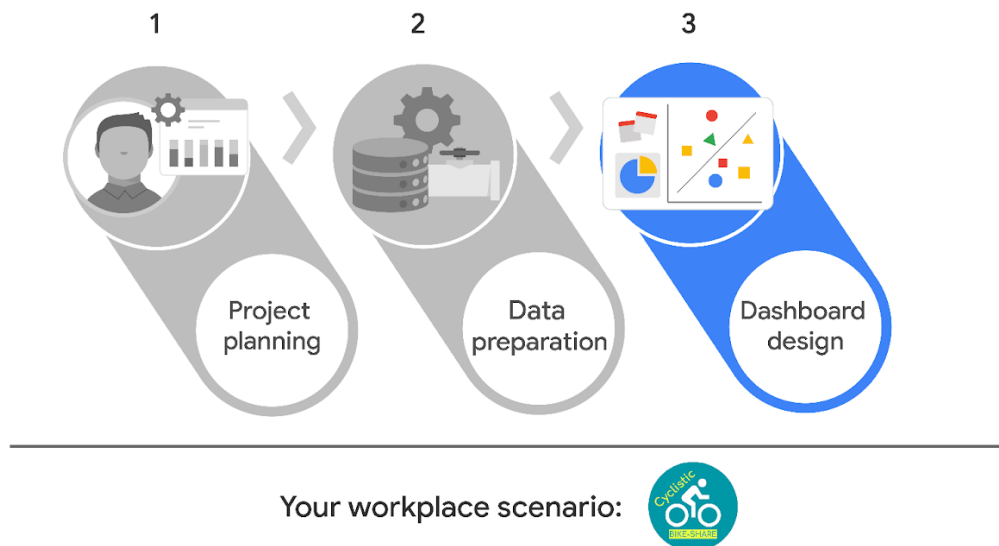 1
2
3
Project
planning
Data
preparation
Dashboard
design
Your workplace scenario:
Cyclistic
BIKE-SHARE